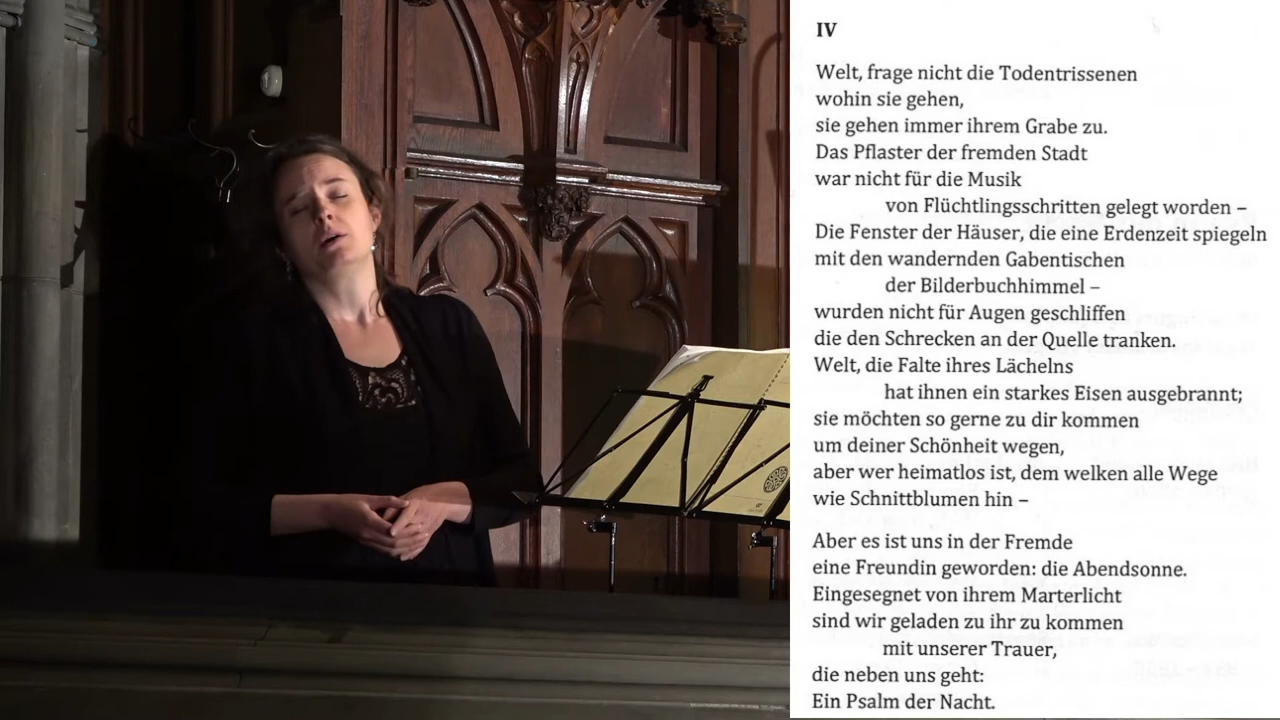 IV
Welt, frage nicht die Todentrissenen
wohin sie gehen,
sie gehen immer ihrem Grabe zu.
Das Pflaster der fremden Stadt
war nicht für die Musik
von Flüchtlingsschritten gelegt worden –
Die Fenster der Häuser, die eine Erdenzeit spiegeln
mit den wandernden Gabentischen
der Bilderbuchhimmel –
wurden nicht für Augen geschliffen
die den Schrecken an der Quelle tranken.
Welt, die Falte ihres Lächelns
hat ihnen ein starkes Eisen ausgebrannt;
sie möchten so gerne zu dir kommen
um deiner Schönheit wegen,
aber wer heimatlos ist, dem welken alle Wege
wie Schnittblumen hin –
Aber es ist uns in der Fremde
eine Freundin geworden: die Abendsonne.
Eingesegnet von ihrem Marterlicht
sind wir geladen zu ihr zu kommen
mit unserer Trauer,
die neben uns geht:
Ein Psalm der Nacht.